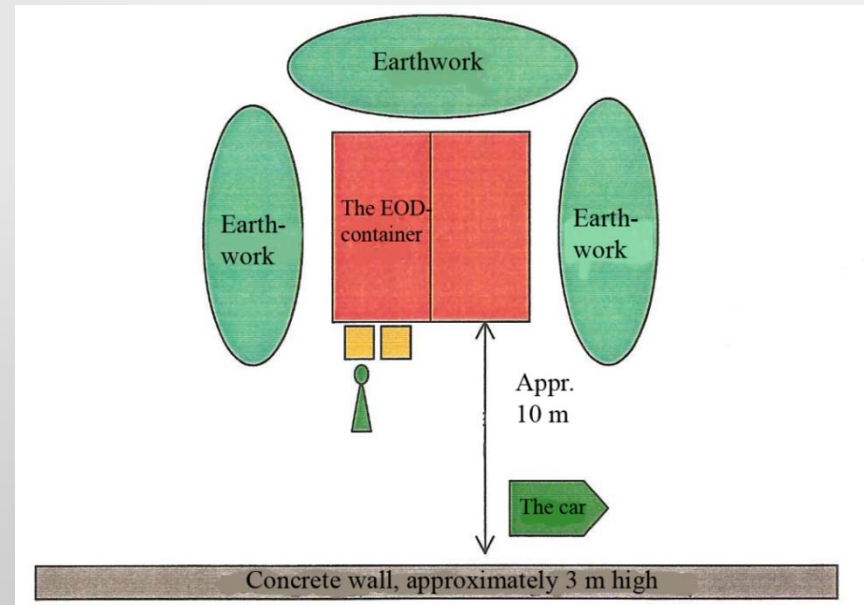 Earthwork
Earth-
work
The EOD-
container
Earth-
work
Appr.
10 m
The car
Concrete wall, approximately 3 m high